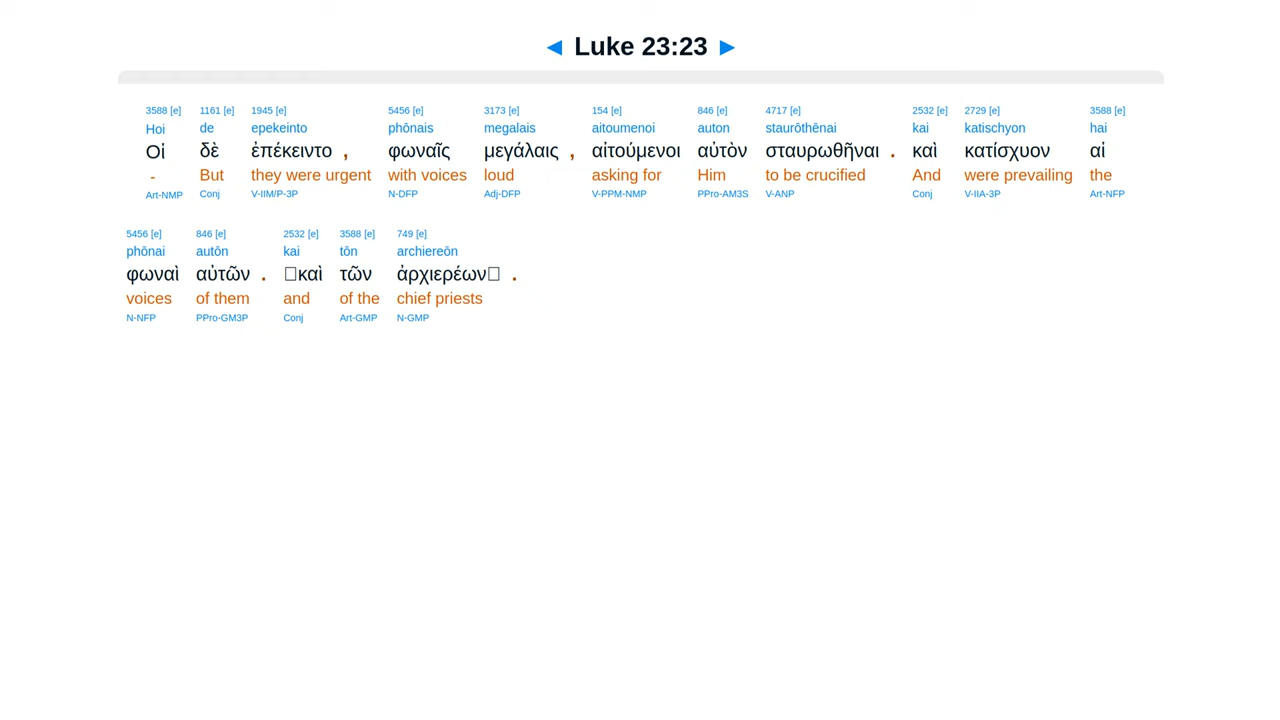 ◄ Luke 23:23 ►
3588 [e] 1161 [e] 1945 [e] 5456 [e] 3173 [e] 154 [e] 846 [e] 4717 [e] 2532 [e] 2729 [e] 3588 [e]
Hoi de epekeinto phōnais megalais aitoumenoi auton staurōthēnai kai katischyon hai
Οἱ δὲ ἐπέκειντο , φωναῖς μεγάλαις , αἰτούμενοι αὐτὸν σταυρωθῆναι . καὶ κατίσχυον αἱ
- But they were urgent with voices loud asking for Him to be crucified And were prevailing the
Art-NMP Conj V-IIM/P-3P N-DFP Adj-DFP V-PPM-NMP PPro-AM3S V-ANP Conj V-IIA-3P Art-NFP
5456 [e] 846 [e] 2532 [e] 3588 [e] 749 [e]
phōnai autōn kai tōn archiereōn
φωναὶ αὐτῶν . ▯καὶ τῶν ἀρχιερέων▯ .
voices of them and of the chief priests
N-NFP PPro-GM3P Conj Art-GMP N-GMP